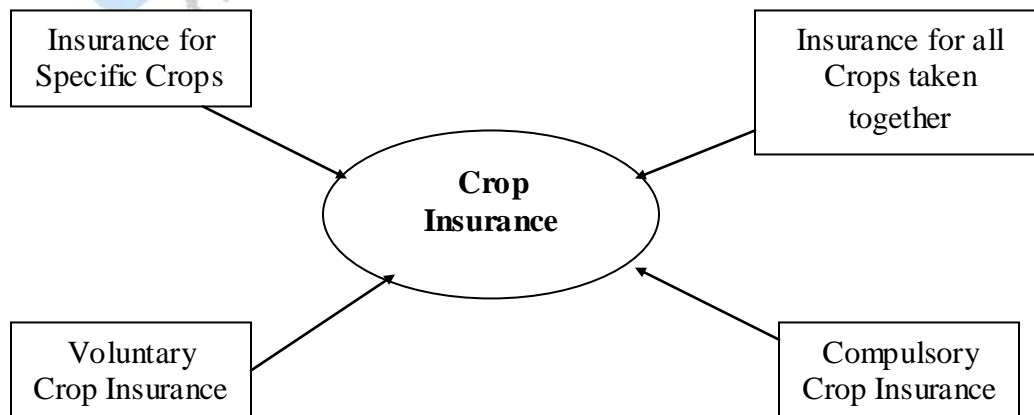 Insurance for
Specific Crops
Insurance for all
Crops taken
together
Crop
Insurance
Voluntary
Crop Insurance
Compulsory
Crop Insurance